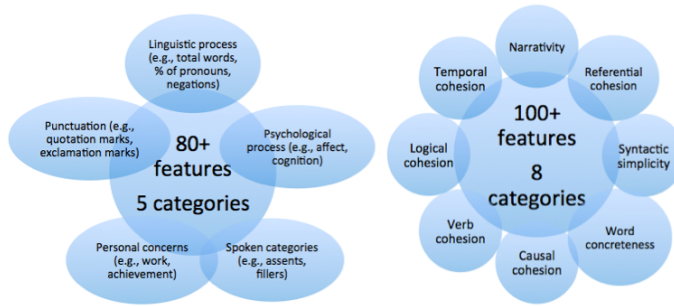 Linguistic process
(e.g., total words,
% of pronouns,
negations)
Punctuation (e.g.,
quotation marks,
exclamation marks)
80+
features
5 categories
Psychological
process (e.g., affect,
cognition)
Personal concerns
(e.g., work,
achievement)
Spoken categories
(e.g., assents,
fillers)
Narrativity
Temporal
cohesion
Referential
cohesion
Logical
cohesion
100+
features
8
categories
Syntactic
simplicity
Verb
cohesion
Causal
cohesion
Word
concreteness